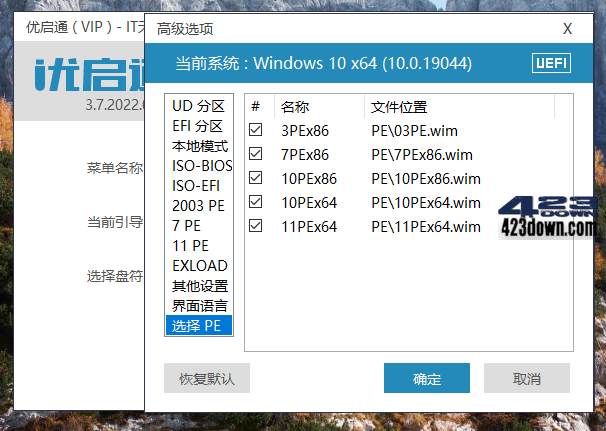 优启通（VIP）- IT天
高级选项
X
优启通
3.7.2022.0
当前系统 : Windows 10 x64 (10.0.19044)
UEFI
菜单名称
当前引导
选择盘符
UD 分区
EFI 分区
本地模式
ISO-BIOS
ISO-EFI
2003 PE
7 PE
11 PE
EXLOAD
其他设置
界面语言
选择 PE
# 名称 文件位置
3PEx86 PE\03PE.wim
7PEx86 PE\7PEx86.wim
10PEx86 PE\10PEx86.wim
10PEx64 PE\10PEx64.wim
11PEx64 PE\11PEx64.wim
423
DOWN
423down.com
恢复默认
确定
取消